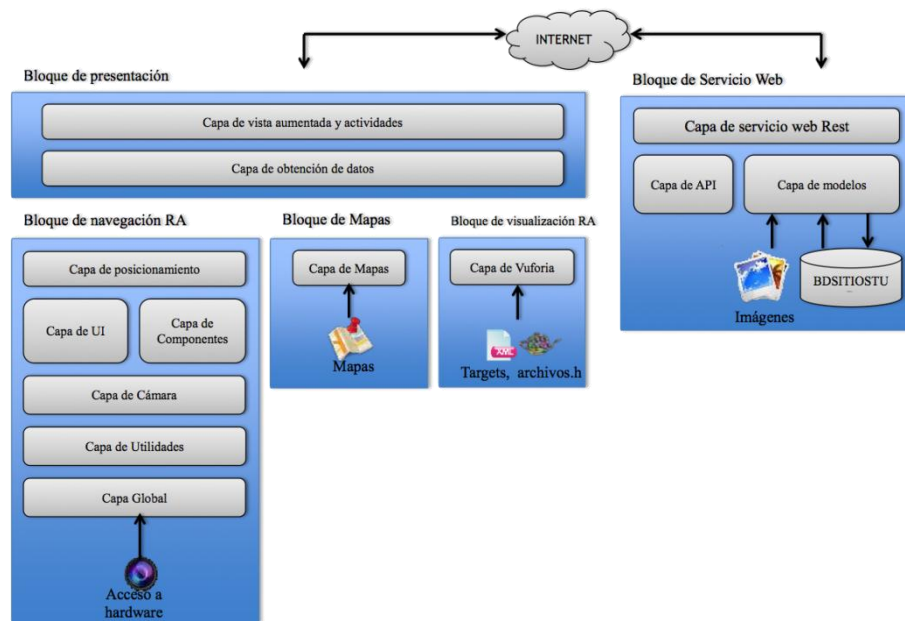 INTERNET
Bloque de presentación
Capa de vista aumentada y actividades
Capa de obtención de datos
Bloque de Servicio Web
Capa de servicio web Rest
Capa de API
Capa de modelos
Imágenes
BDSITIOSTU
Bloque de navegación RA
Capa de posicionamiento
Capa de UI
Capa de
Componentes
Capa de Cámara
Capa de Utilidades
Capa Global
Acceso a
hardware
Bloque de Mapas
Capa de Mapas
Mapas
Bloque de visualización RA
Capa de Vuforia
XML
Targets, archivos.h